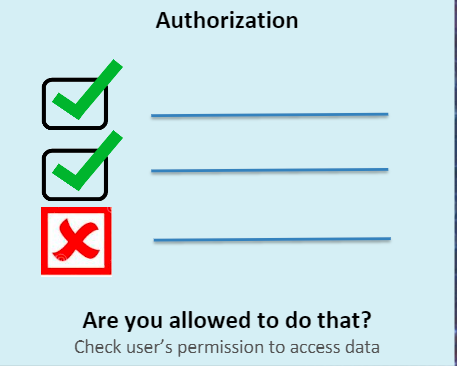 Authorization
Are you allowed to do that?
Check user's permission to access data